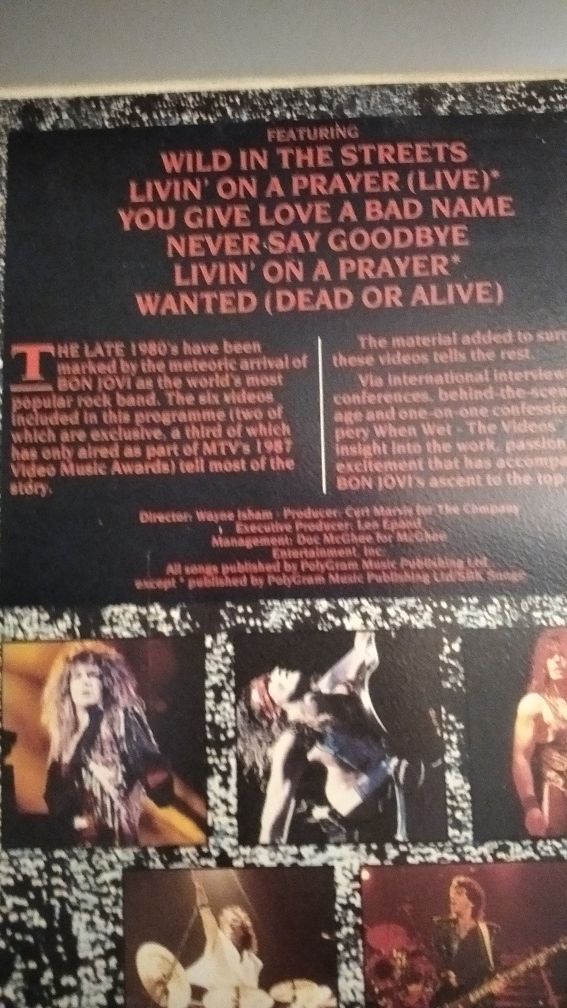 FEATURING
WILD IN THE STREETS
LIVIN' ON A PRAYER (LIVE)*
YOU GIVE LOVE A BAD NAME
NEVER SAY GOODBYE
LIVIN' ON A PRAYER*
WANTED (DEAD OR ALIVE)
THE LATE 1980's have been
marked by the meteoric arrival of
BON JOVI as the world's most
popular rock band. The six videos
included in this programme (two of
which are exclusive, a third of which
has only aired as part of MTV's 1987
Video Music Awards) tell most of the
story.
The material added to
these videos tells the rest.
Via international
conferences,
age and one-on-one
pery When Wet - The Videos'
insight into the work,
excitement that has
BON JOVI's ascent to the top
Director: Wayne Isham - Producer: Curt Marvis for The Company
Executive Producer: Len Epand
Management: Doc McGhee for McGhee
Entertainment, Inc.
All songs published by PolyGram Music Publishing Ltd.
except * published by PolyGram Music Publishing Ltd/SBK Songs